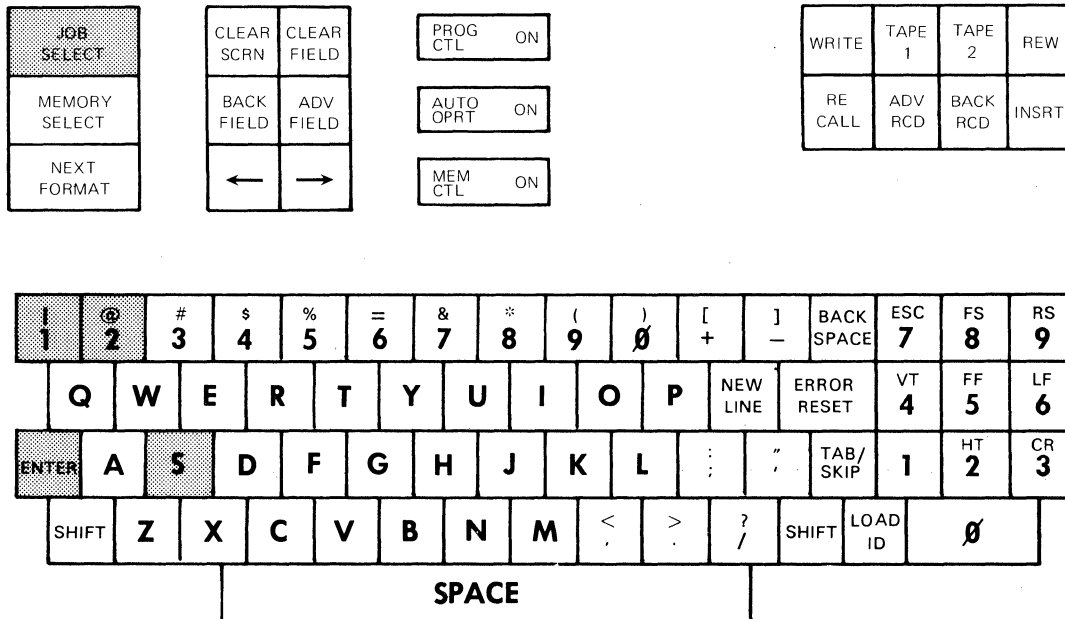 JOB SELECT
MEMORY SELECT
NEXT FORMAT
CLEAR SCRN
CLEAR FIELD
BACK FIELD
ADV FIELD
← →
PROG CTL ON
AUTO OPRT ON
MEM CTL ON
WRITE
TAPE 1
TAPE 2
REW
RE CALL
ADV RCD
BACK RCD
INSRT
| 1
@ 2
# 3
$ 4
% 5
= 6
& 7
* 8
( 9
) Ø
[ +
] −
BACK SPACE
ESC 7
FS 8
RS 9
Q W E R T Y U I O P
NEW LINE
ERROR RESET
VT 4
FF 5
LF 6
ENTER
A S D F G H J K L
: ;
" '
TAB/ SKIP
1
HT 2
CR 3
SHIFT
Z X C V B N M
< ,
> .
? /
SHIFT
LOAD ID
Ø
SPACE